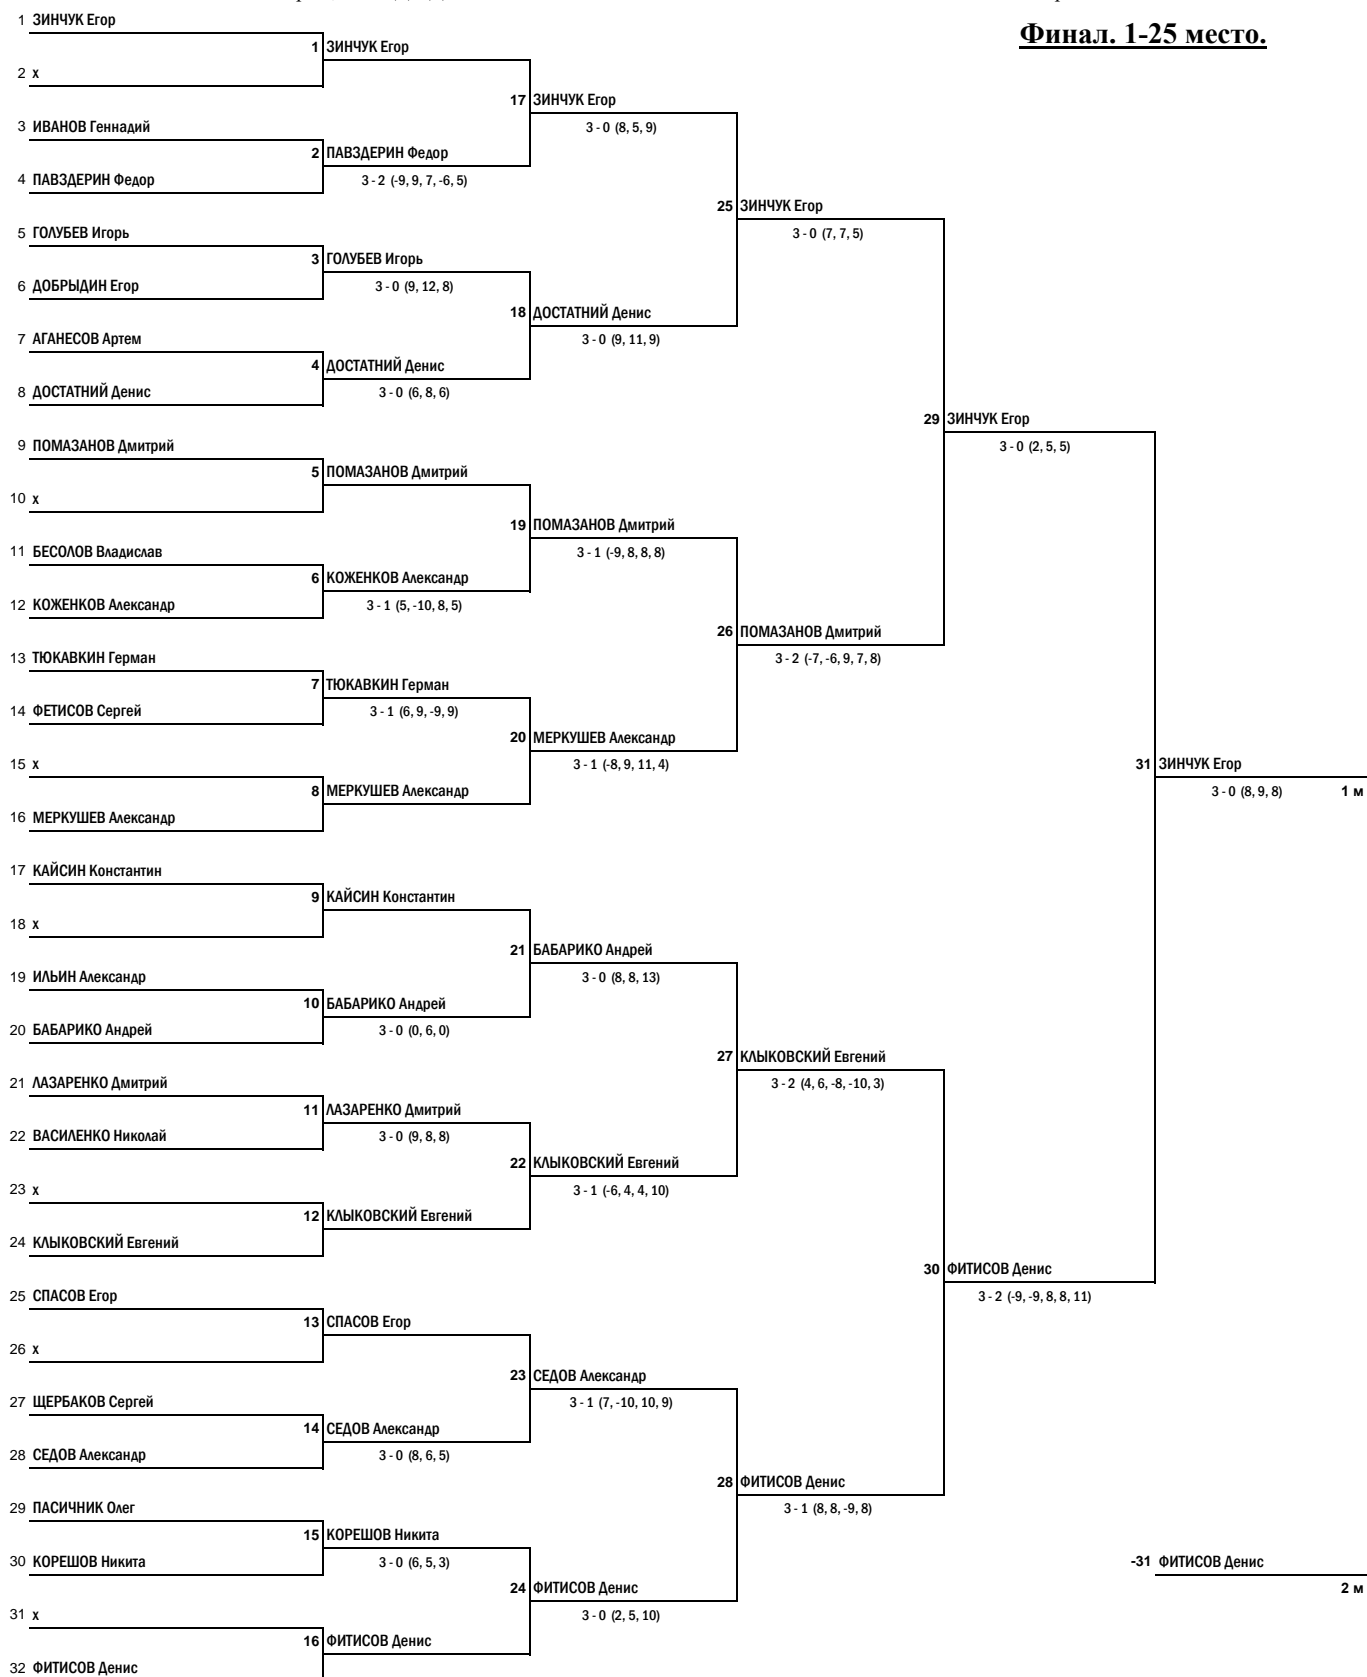 1 ЗИНЧУК Егор
Финал. 1-25 место.
1 ЗИНЧУК Егор
2 x
17 ЗИНЧУК Егор
3 ИВАНОВ Геннадий
3 - 0 (8, 5, 9)
2 ПАВЗДЕРИН Федор
4 ПАВЗДЕРИН Федор
3 - 2 (-9, 9, 7, -6, 5)
25 ЗИНЧУК Егор
5 ГОЛУБЕВ Игорь
3 - 0 (7, 7, 5)
3 ГОЛУБЕВ Игорь
6 ДОБРЫДИН Егор
3 - 0 (9, 12, 8)
18 ДОСТАТНИЙ Денис
7 АГАНЕСОВ Артем
3 - 0 (9, 11, 9)
4 ДОСТАТНИЙ Денис
8 ДОСТАТНИЙ Денис
3 - 0 (6, 8, 6)
29 ЗИНЧУК Егор
9 ПОМАЗАНОВ Дмитрий
3 - 0 (2, 5, 5)
5 ПОМАЗАНОВ Дмитрий
10 x
19 ПОМАЗАНОВ Дмитрий
11 БЕСОЛОВ Владислав
3 - 1 (-9, 8, 8, 8)
6 КОЖЕНКОВ Александр
12 КОЖЕНКОВ Александр
3 - 1 (5, -10, 8, 5)
26 ПОМАЗАНОВ Дмитрий
13 ТЮКАВКИН Герман
3 - 2 (-7, -6, 9, 7, 8)
7 ТЮКАВКИН Герман
14 ФЕТИСОВ Сергей
3 - 1 (6, 9, -9, 9)
20 МЕРКУШЕВ Александр
15 x
3 - 1 (-8, 9, 11, 4)
31 ЗИНЧУК Егор
8 МЕРКУШЕВ Александр
3 - 0 (8, 9, 8) 1 м
16 МЕРКУШЕВ Александр
17 КАЙСИН Константин
9 КАЙСИН Константин
18 x
21 БАБАРИКО Андрей
19 ИЛЬИН Александр
3 - 0 (8, 8, 13)
10 БАБАРИКО Андрей
20 БАБАРИКО Андрей
3 - 0 (0, 6, 0)
27 КЛЫКОВСКИЙ Евгений
21 ЛАЗАРЕНКО Дмитрий
3 - 2 (4, 6, -8, -10, 3)
11 ЛАЗАРЕНКО Дмитрий
22 ВАСИЛЕНКО Николай
3 - 0 (9, 8, 8)
22 КЛЫКОВСКИЙ Евгений
23 x
3 - 1 (-6, 4, 4, 10)
12 КЛЫКОВСКИЙ Евгений
24 КЛЫКОВСКИЙ Евгений
30 ФИТИСОВ Денис
25 СПАСОВ Егор
3 - 2 (-9, -9, 8, 8, 11)
13 СПАСОВ Егор
26 x
23 СЕДОВ Александр
27 ЩЕРБАКОВ Сергей
3 - 1 (7, -10, 10, 9)
14 СЕДОВ Александр
28 СЕДОВ Александр
3 - 0 (8, 6, 5)
28 ФИТИСОВ Денис
29 ПАСИЧНИК Олег
3 - 1 (8, 8, -9, 8)
15 КОРЕШОВ Никита
30 КОРЕШОВ Никита
3 - 0 (6, 5, 3)
-31 ФИТИСОВ Денис
24 ФИТИСОВ Денис
2 м
31 x
3 - 0 (2, 5, 10)
16 ФИТИСОВ Денис
32 ФИТИСОВ Денис